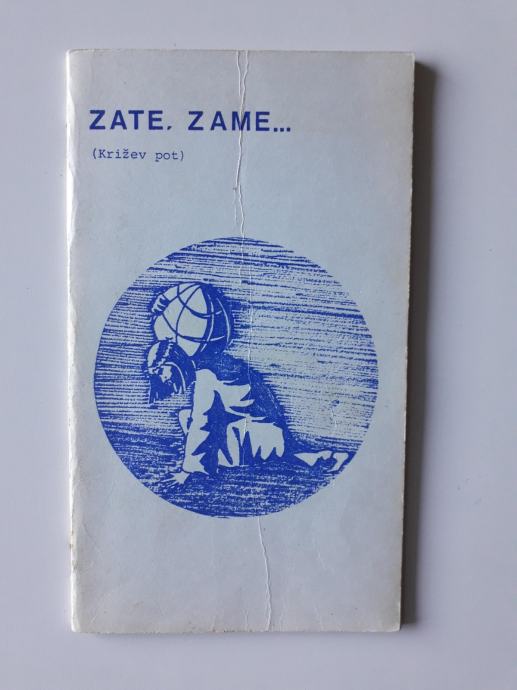 ZATE, ZAME...
(Križev pot)